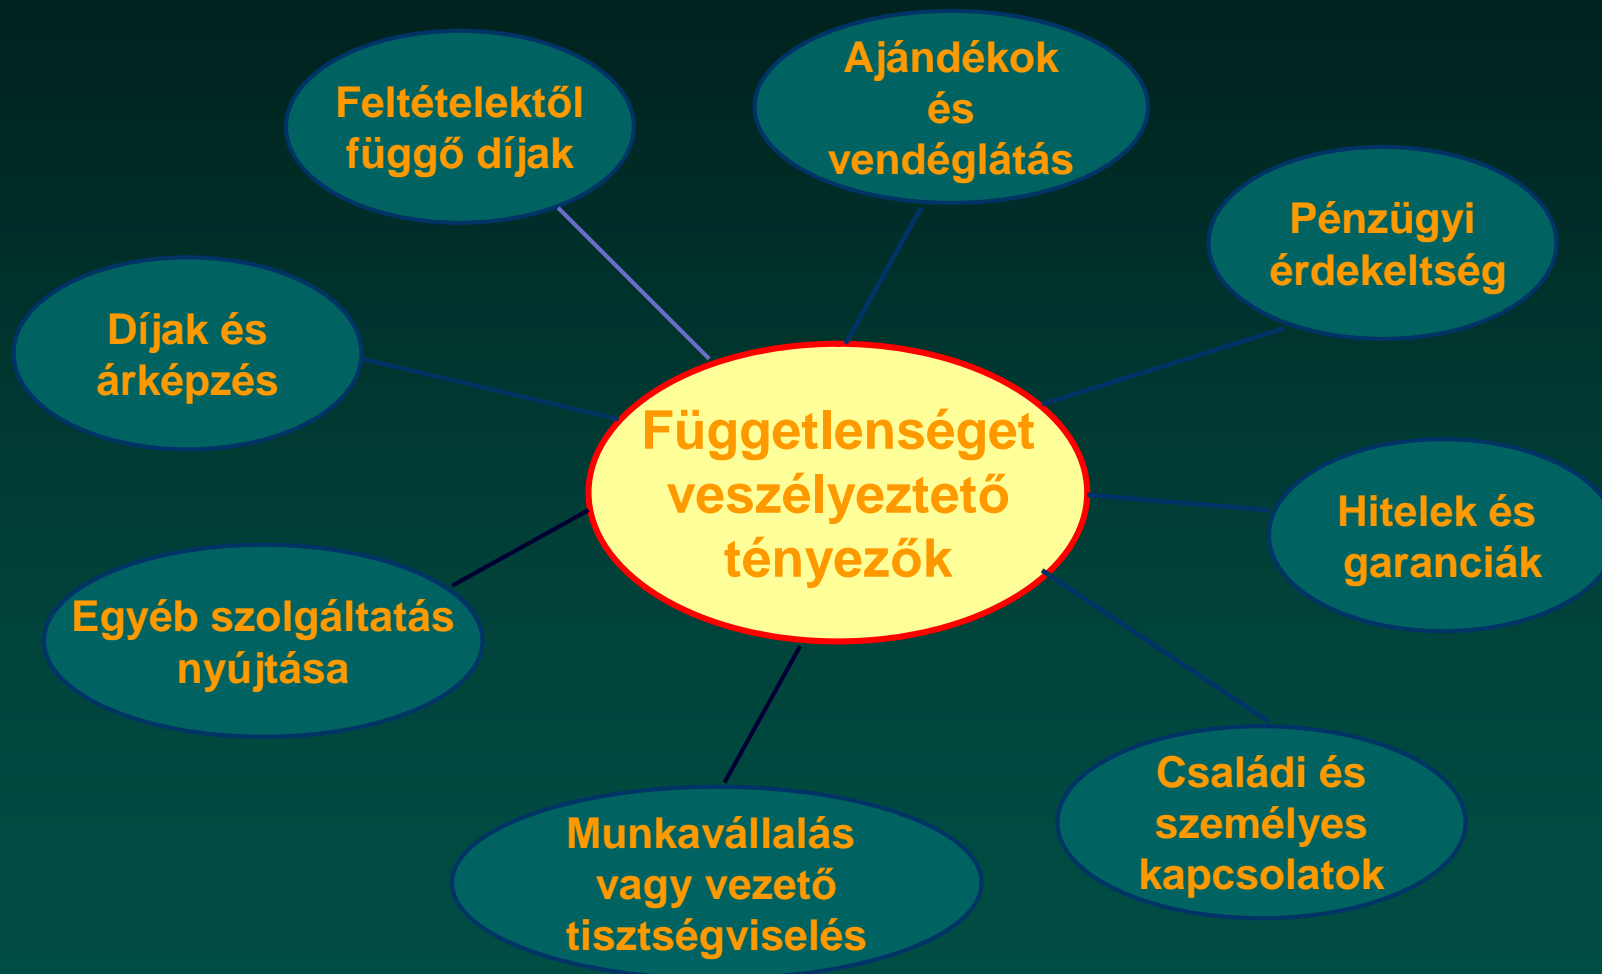 Ajándékok
és
vendéglátás
Feltételektől
függő díjak
Pénzügyi
érdekeltség
Díjak és
árképzés
Függetlenséget
veszélyeztető
tényezők
Hitelek és
garanciák
Egyéb szolgáltatás
nyújtása
Családi és
személyes
kapcsolatok
Munkavállalás
vagy vezető
tisztségviselés